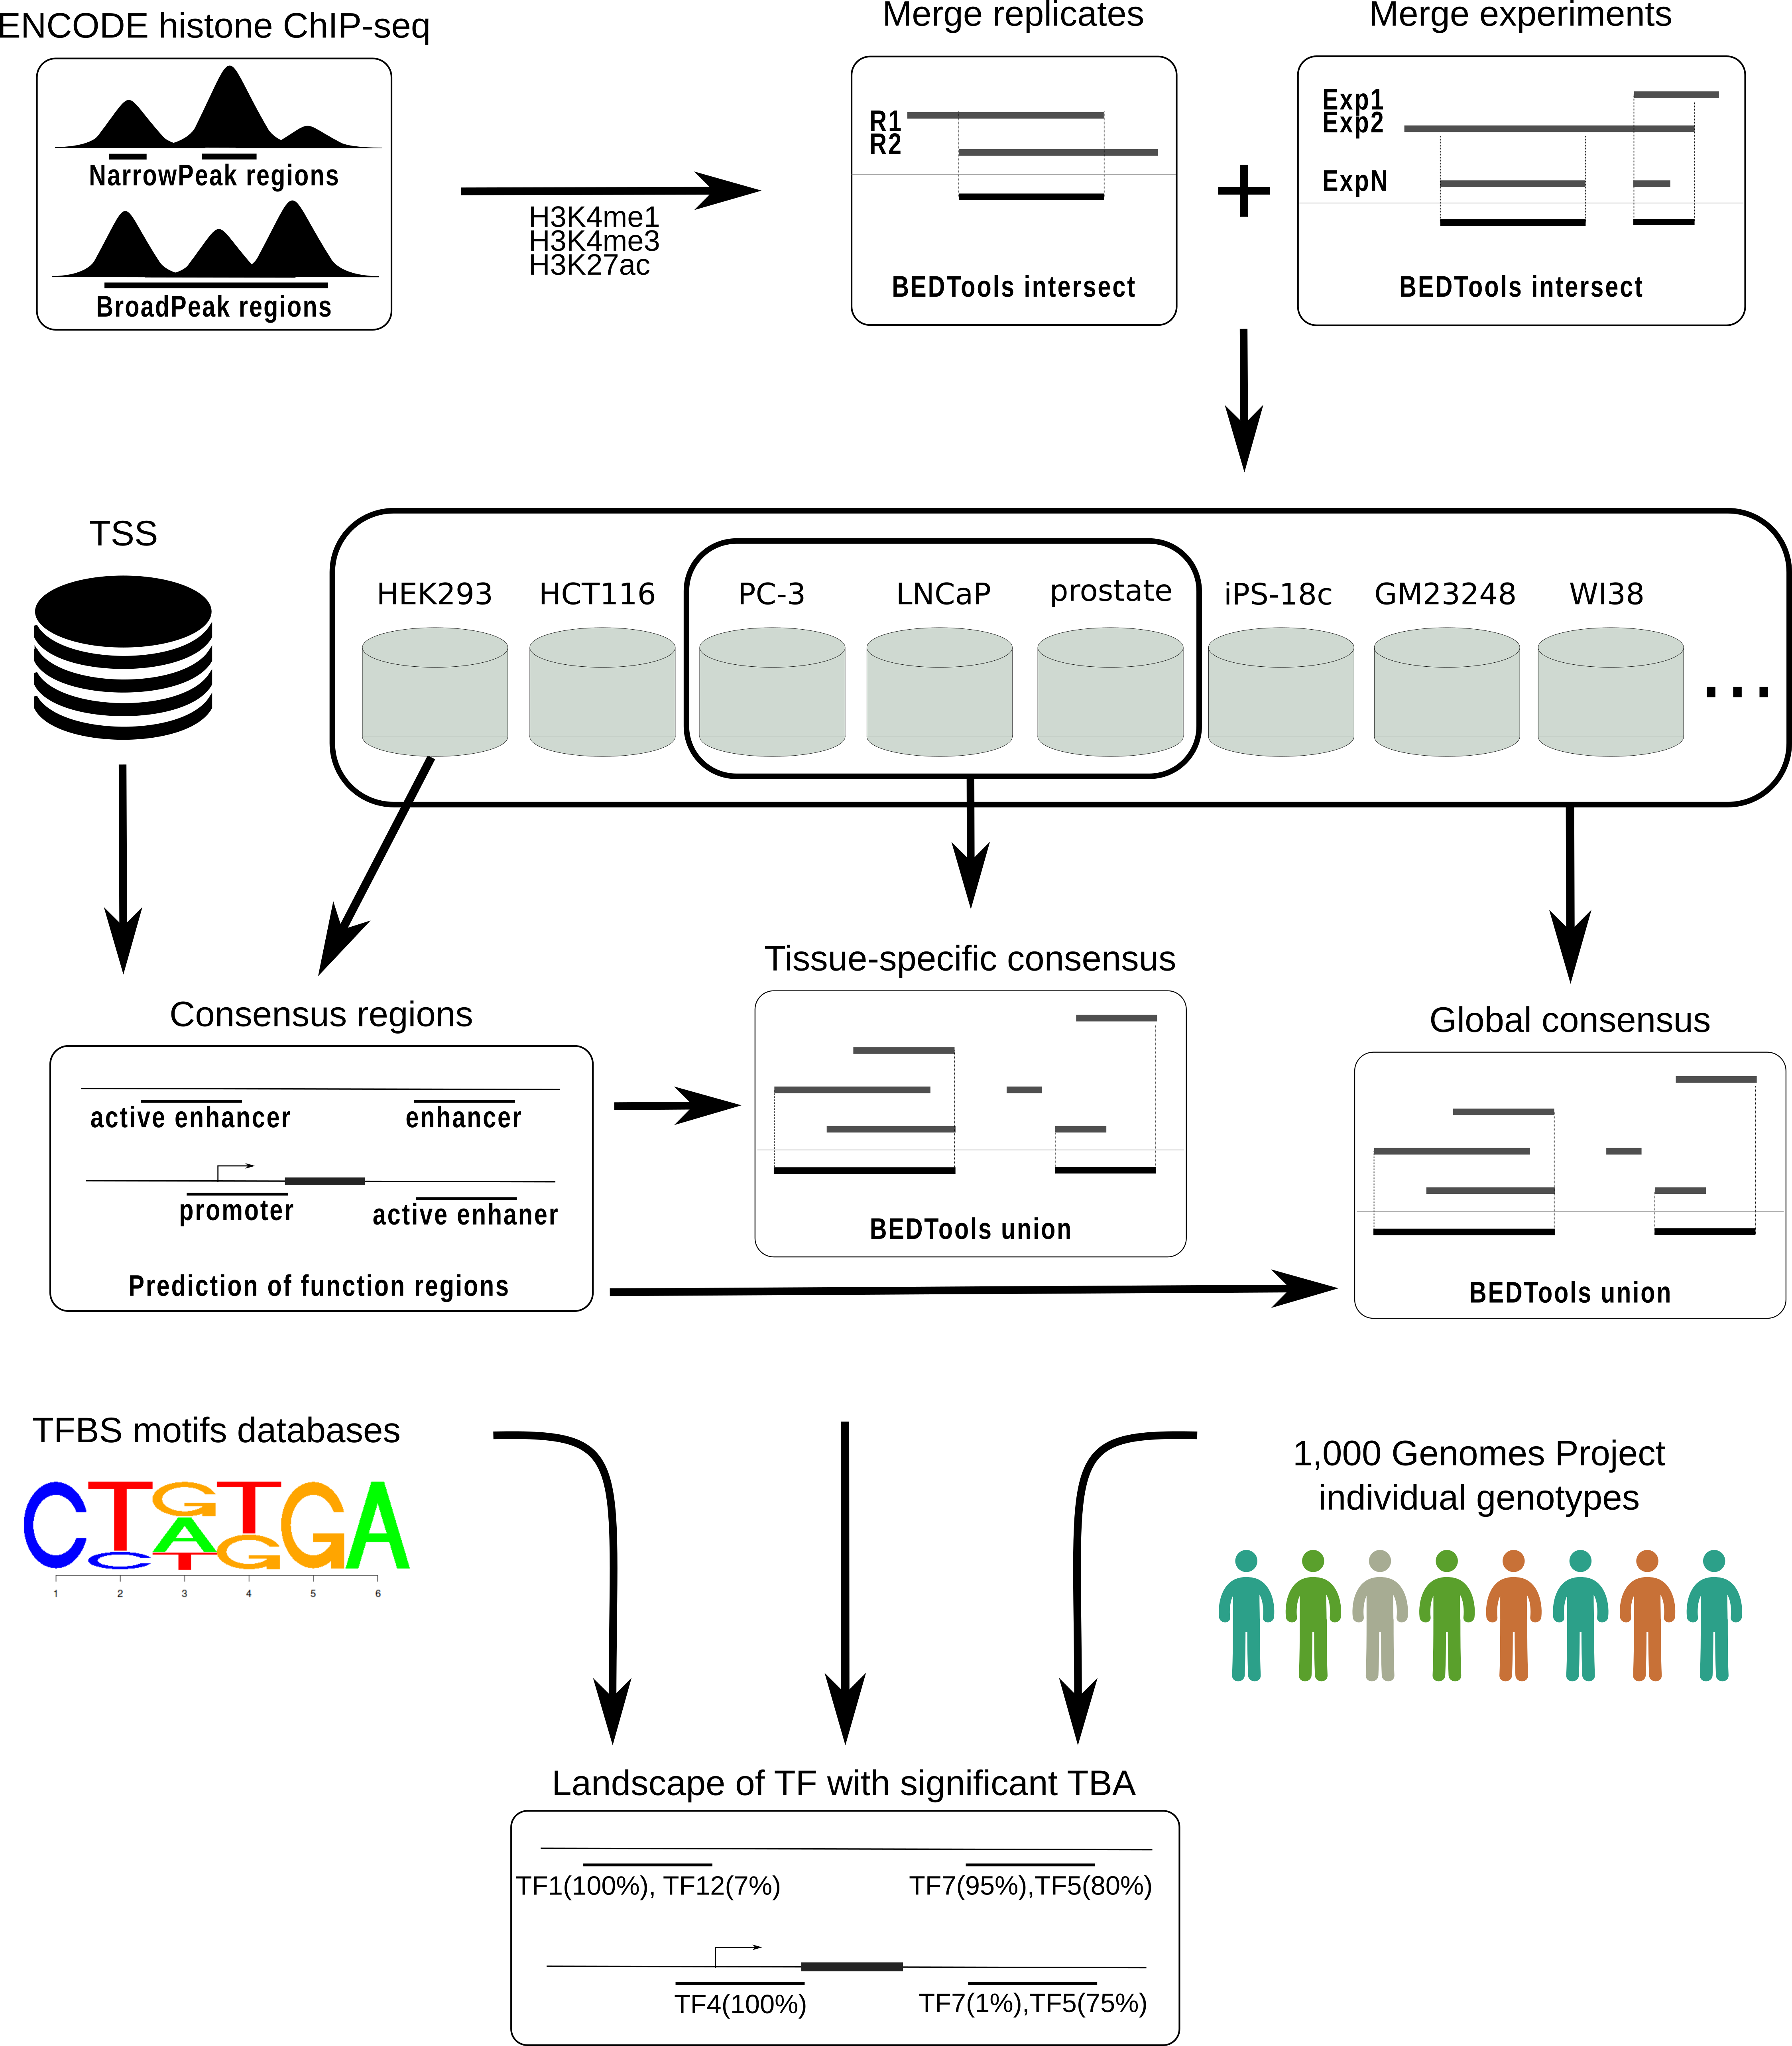 ENCODE histone ChIP-seq
NarrowPeak regions
BroadPeak regions
H3K4me1
H3K4me3
H3K27ac
Merge replicates
R1
R2
BEDTools intersect
+
Merge experiments
Exp1
Exp2
ExpN
BEDTools intersect
TSS
HEK293
HCT116
PC-3
LNCaP
prostate
iPS-18c
GM23248
WI38
...
Consensus regions
active enhancer
enhancer
promoter
active enhaner
Prediction of function regions
Tissue-specific consensus
BEDTools union
Global consensus
BEDTools union
TFBS motifs databases
CTGTGA
CAG
T
1 2 3 4 5 6
1,000 Genomes Project
individual genotypes
Landscape of TF with significant TBA
TF1(100%), TF12(7%)
TF7(95%),TF5(80%)
TF4(100%)
TF7(1%),TF5(75%)